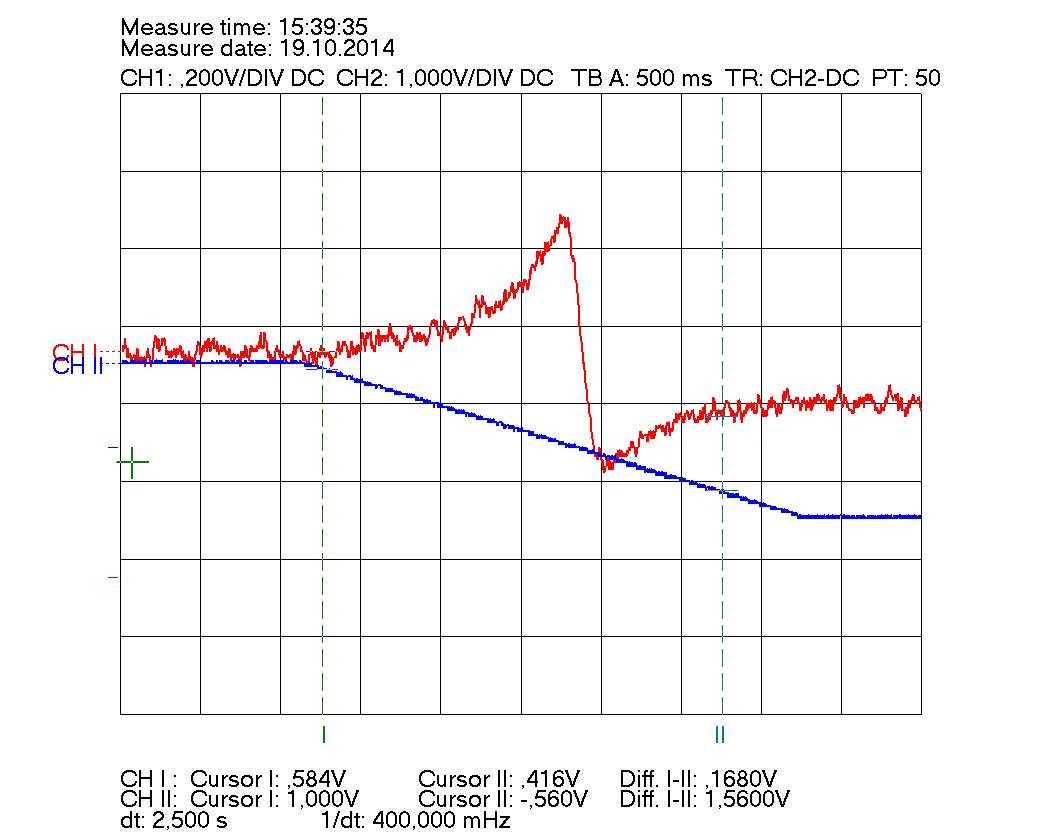 Measure time: 15:39:35
Measure date: 19.10.2014
CH1: ,200V/DIV DC CH2: 1,000V/DIV DC TB A: 500 ms TR: CH2-DC PT: 50
CH I
CH II
I
II
CH I : Cursor I: ,584V Cursor II: ,416V Diff. I-II: ,1680V
CH II: Cursor I: 1,000V Cursor II: -,560V Diff. I-II: 1,5600V
dt: 2,500 s 1/dt: 400,000 mHz